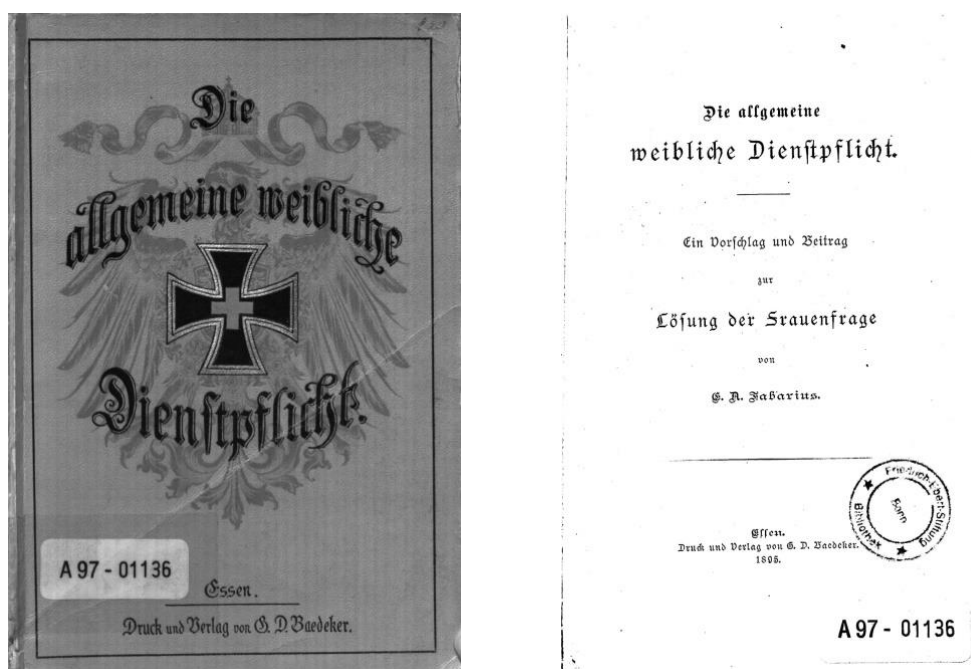 Die
allgemeine weibliche
Dienſtpflicht.
A 97 - 01136
Essen.
Druck und Verlag von G. D. Baedeker.
Die allgemeine
weibliche Dienſtpflicht.
Ein Vorſchlag und Beitrag
zur
Löſung der Frauenfrage
von
E. A. Fabarius.
Eſſen.
Druck und Verlag von G. D. Baedeker.
1895.
Friedrich-Ebert-Stiftung
Bonn
Bibliothek
A 97 - 01136